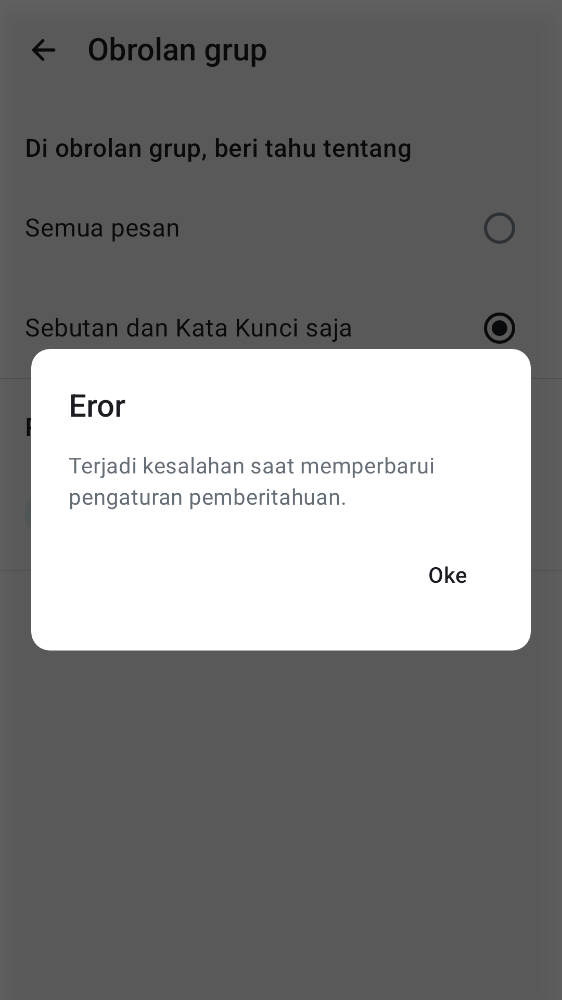 Obrolan grup
Di obrolan grup, beri tahu tentang
Semua pesan
Sebutan dan Kata Kunci saja
Eror
Terjadi kesalahan saat memperbarui
pengaturan pemberitahuan.
Oke